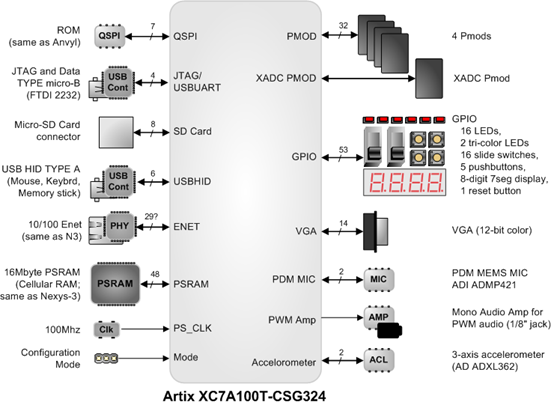 ROM
(same as Anvyl)
QSPI
7
QSPI
JTAG and Data
TYPE micro-B
(FTDI 2232)
USB
Cont
4
JTAG/
USBUART
Micro-SD Card
connector
8
SD Card
USB HID TYPE A
(Mouse, Keybrd,
Memory stick)
USB
Cont
6
USBHID
10/100 Enet
(same as N3)
PHY
29?
ENET
16Mbyte PSRAM
(Cellular RAM;
same as Nexys-3)
PSRAM
48
PSRAM
100Mhz
Clk
PS_CLK
Configuration
Mode
Mode
PMOD
32
4 Pmods
XADC PMOD
XADC Pmod
GPIO
53
GPIO
16 LEDs,
2 tri-color LEDs
16 slide switches,
5 pushbuttons,
8-digit 7seg display,
1 reset button
8.8.8.8.
VGA
14
VGA (12-bit color)
PDM MIC
2
MIC
PDM MEMS MIC
ADI ADMP421
PWM Amp
AMP
Mono Audio Amp for
PWM audio (1/8" jack)
Accelorometer
2
ACL
3-axis accelerometer
(AD ADXL362)
Artix XC7A100T-CSG324